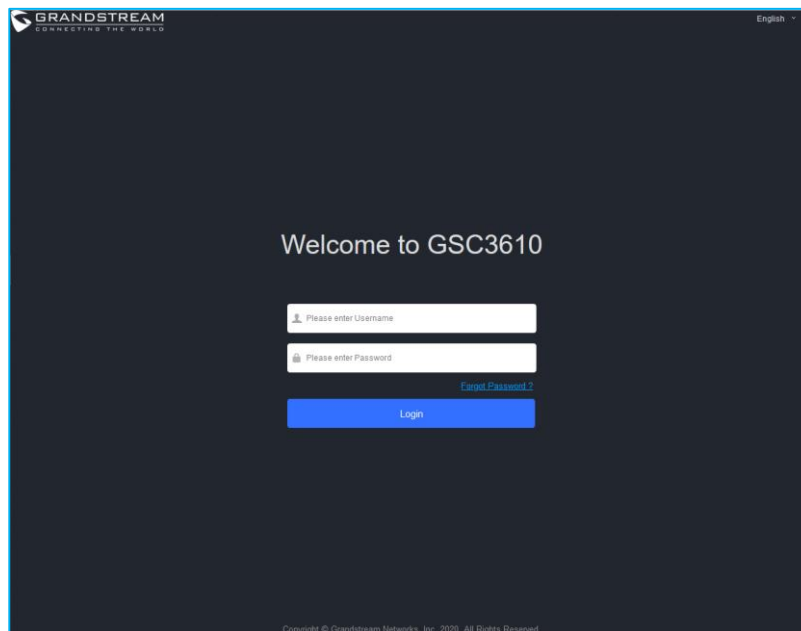 GRANDSTREAM
CONNECTING THE WORLD
English
Welcome to GSC3610
Please enter Username
Please enter Password
Forgot Password ?
Login
Copyright © Grandstream Networks, Inc. 2020. All Rights Reserved.